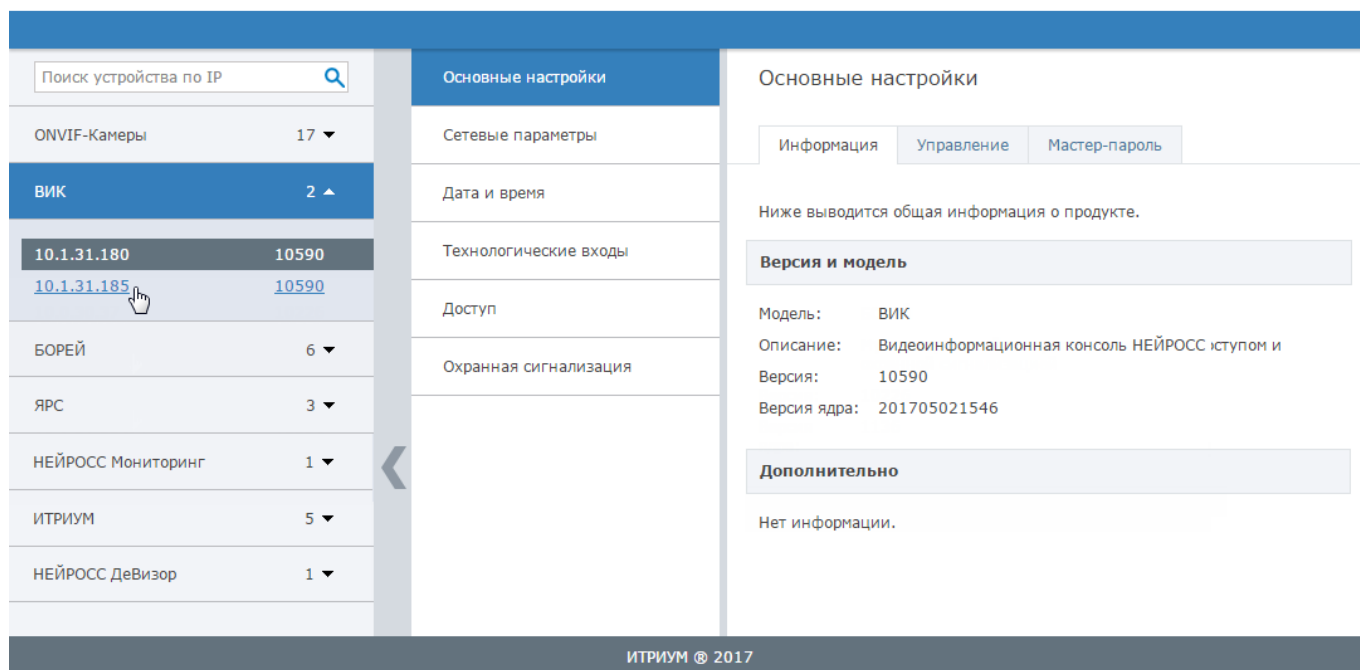 Поиск устройства по IP
ONVIF-Камеры 17
ВИК 2
10.1.31.180 10590
10.1.31.185 10590
БОРЕЙ 6
ЯРС 3
НЕЙРОСС Мониторинг 1
ИТРИУМ 5
НЕЙРОСС ДеВизор 1
Основные настройки
Сетевые параметры
Дата и время
Технологические входы
Доступ
Охранная сигнализация
Основные настройки
Информация Управление Мастер-пароль
Ниже выводится общая информация о продукте.
Версия и модель
Модель: ВИК
Описание: Видеоинформационная консоль НЕЙРОСС и
Версия: 10590
Версия ядра: 201705021546
Дополнительно
Нет информации.
ИТРИУМ ® 2017